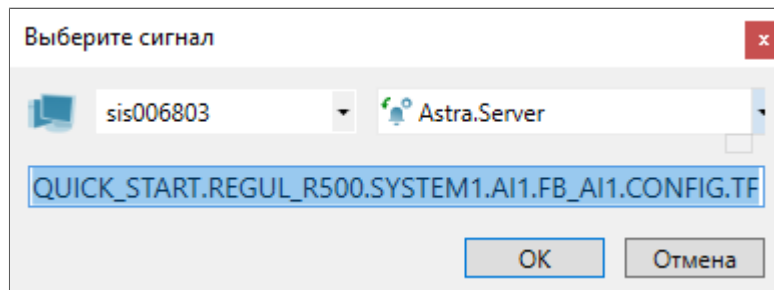 Выберите сигнал
x
sis006803 Astra.Server
QUICK_START.REGUL_R500.SYSTEM1.AI1.FB_AI1.CONFIG.TF
OK Отмена